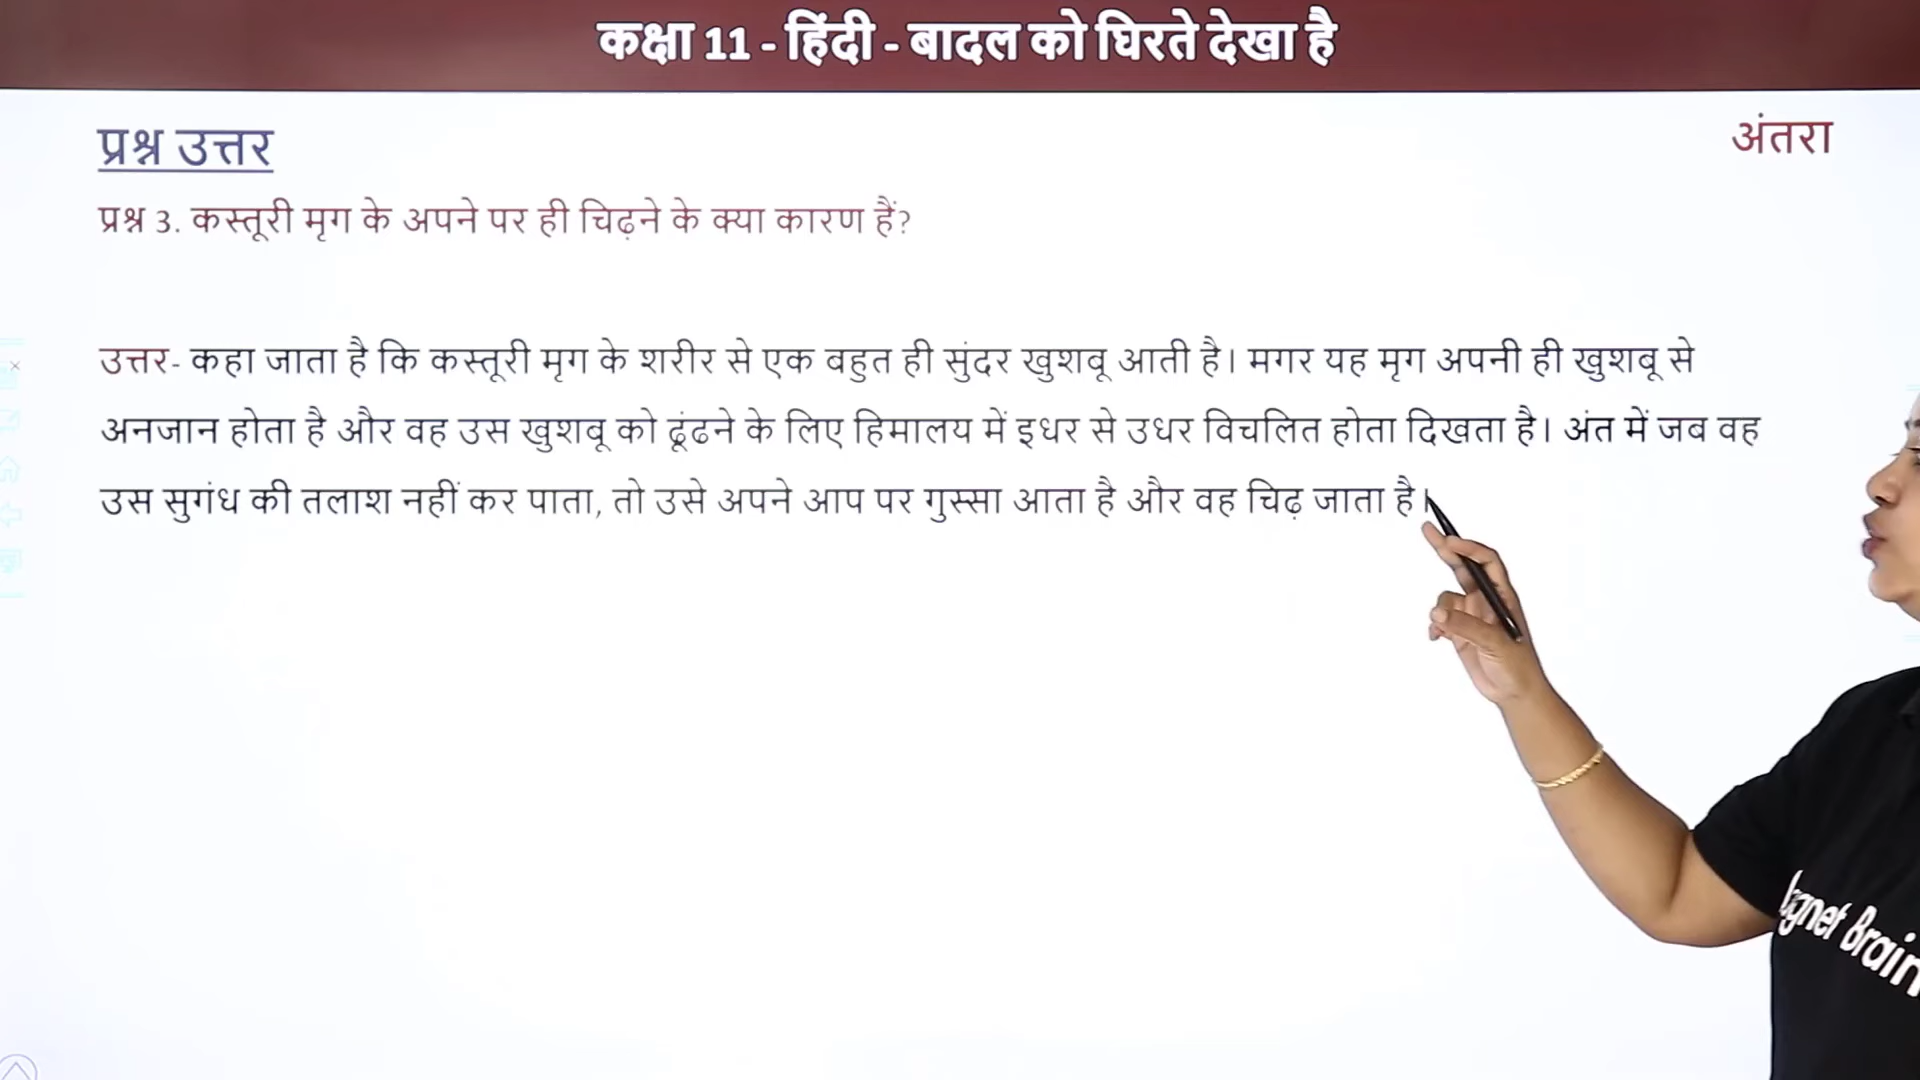 कक्षा 11 - हिंदी - बादल को घिरते देखा है
प्रश्न उत्तर
अंतरा
प्रश्न 3. कस्तूरी मृग के अपने पर ही चिढ़ने के क्या कारण हैं?
उत्तर- कहा जाता है कि कस्तूरी मृग के शरीर से एक बहुत ही सुंदर खुशबू आती है। मगर यह मृग अपनी ही खुशबू से
अनजान होता है और वह उस खुशबू को ढूंढने के लिए हिमालय में इधर से उधर विचलित होता दिखता है। अंत में जब वह
उस सुगंध की तलाश नहीं कर पाता, तो उसे अपने आप पर गुस्सा आता है और वह चिढ़ जाता है।
gnet Brain